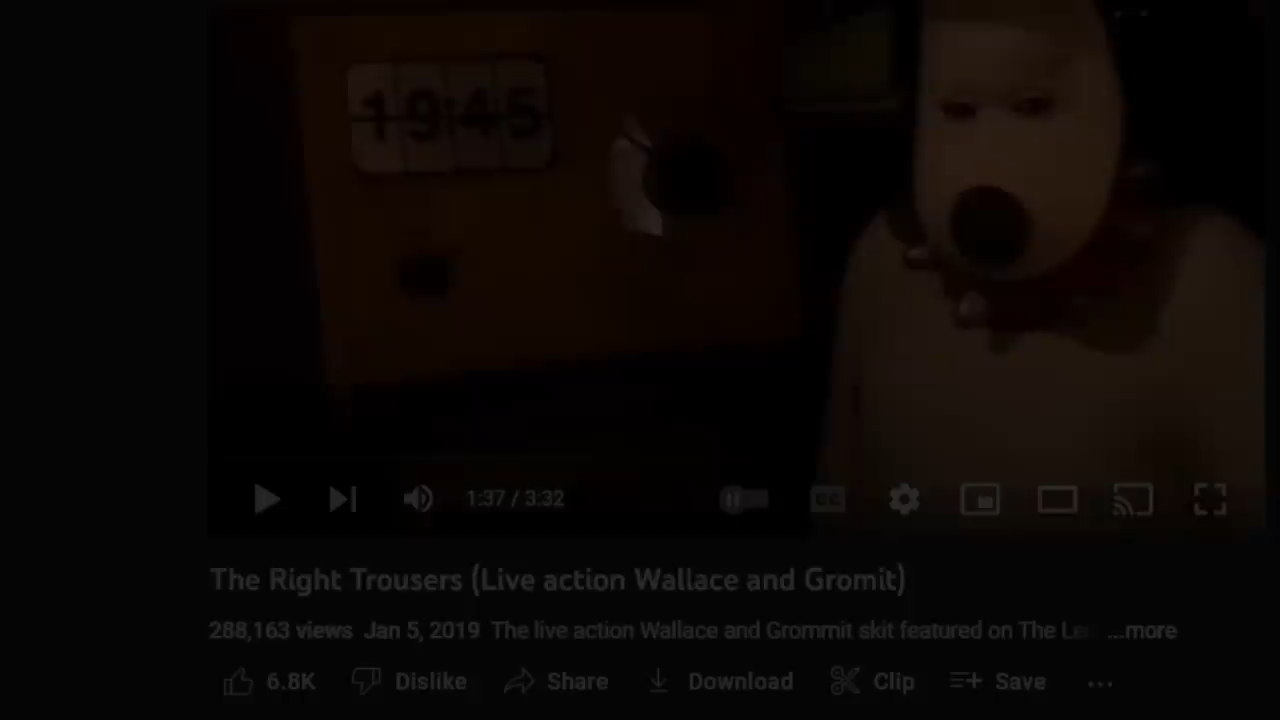 19:45
1:37 / 3:32
CC
The Right Trousers (Live action Wallace and Gromit)
288,163 views Jan 5, 2019 The live action Wallace and Grommit skit featured on The ...more
6.8K Dislike Share Download Clip Save ...